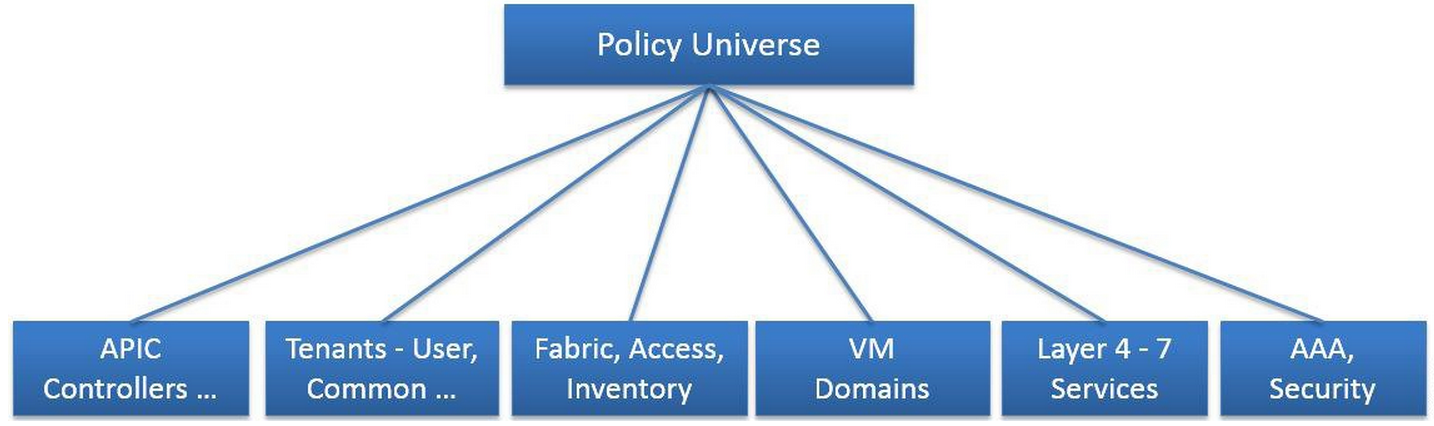 Policy Universe
APIC
Controllers ...
Tenants - User,
Common ...
Fabric, Access,
Inventory
VM
Domains
Layer 4 - 7
Services
AAA,
Security